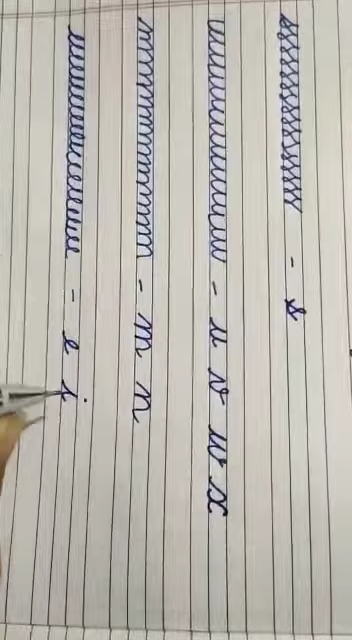 - s
- u v w x
- m n
- e i